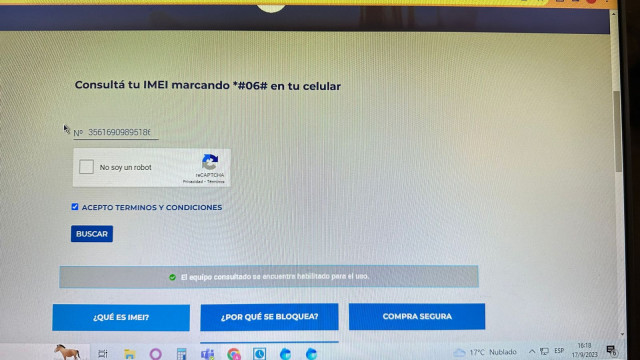 Consultá tu IMEI marcando *#06# en tu celular
Nº 3561690989518
No soy un robot
reCAPTCHA
Privacidad - Términos
ACEPTO TERMINOS Y CONDICIONES
BUSCAR
El equipo consultado se encuentra habilitado para el uso.
¿QUÉ ES IMEI?
¿POR QUÉ SE BLOQUEA?
COMPRA SEGURA
17°C Nublado
ESP
16:18
17/9/2023